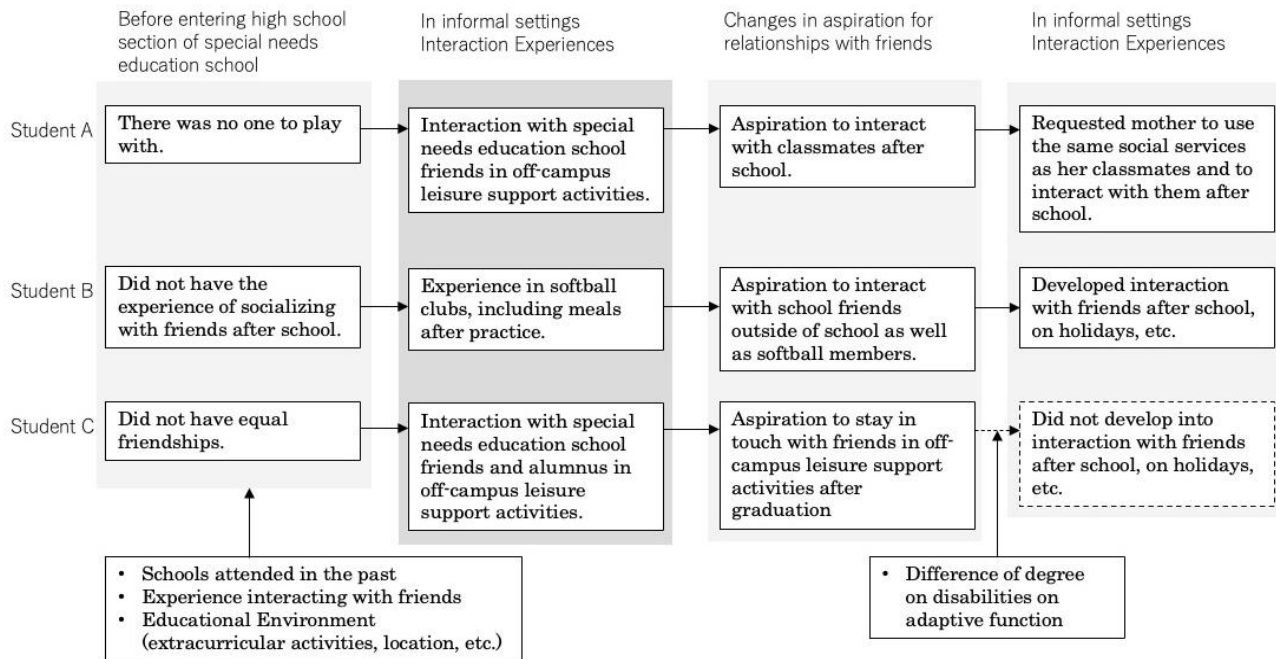 Before entering high school
section of special needs
education school
In informal settings
Interaction Experiences
Changes in aspiration for
relationships with friends
In informal settings
Interaction Experiences
Student A
There was no one to play
with.
Interaction with special
needs education school
friends in off-campus
leisure support activities.
Aspiration to interact
with classmates after
school.
Requested mother to use
the same social services
as her classmates and to
interact with them after
school.
Student B
Did not have the
experience of socializing
with friends after school.
Experience in softball
clubs, including meals
after practice.
Aspiration to interact
with school friends
outside of school as well
as softball members.
Developed interaction
with friends after school,
on holidays, etc.
Student C
Did not have equal
friendships.
Interaction with special
needs education school
friends and alumnus in
off-campus leisure
support activities.
Aspiration to stay in
touch with friends in off-
campus leisure support
activities after
graduation
Did not develop into
interaction with friends
after school, on holidays,
etc.
• Schools attended in the past
• Experience interacting with friends
• Educational Environment
(extracurricular activities, location, etc.)
• Difference of degree
on disabilities on
adaptive function